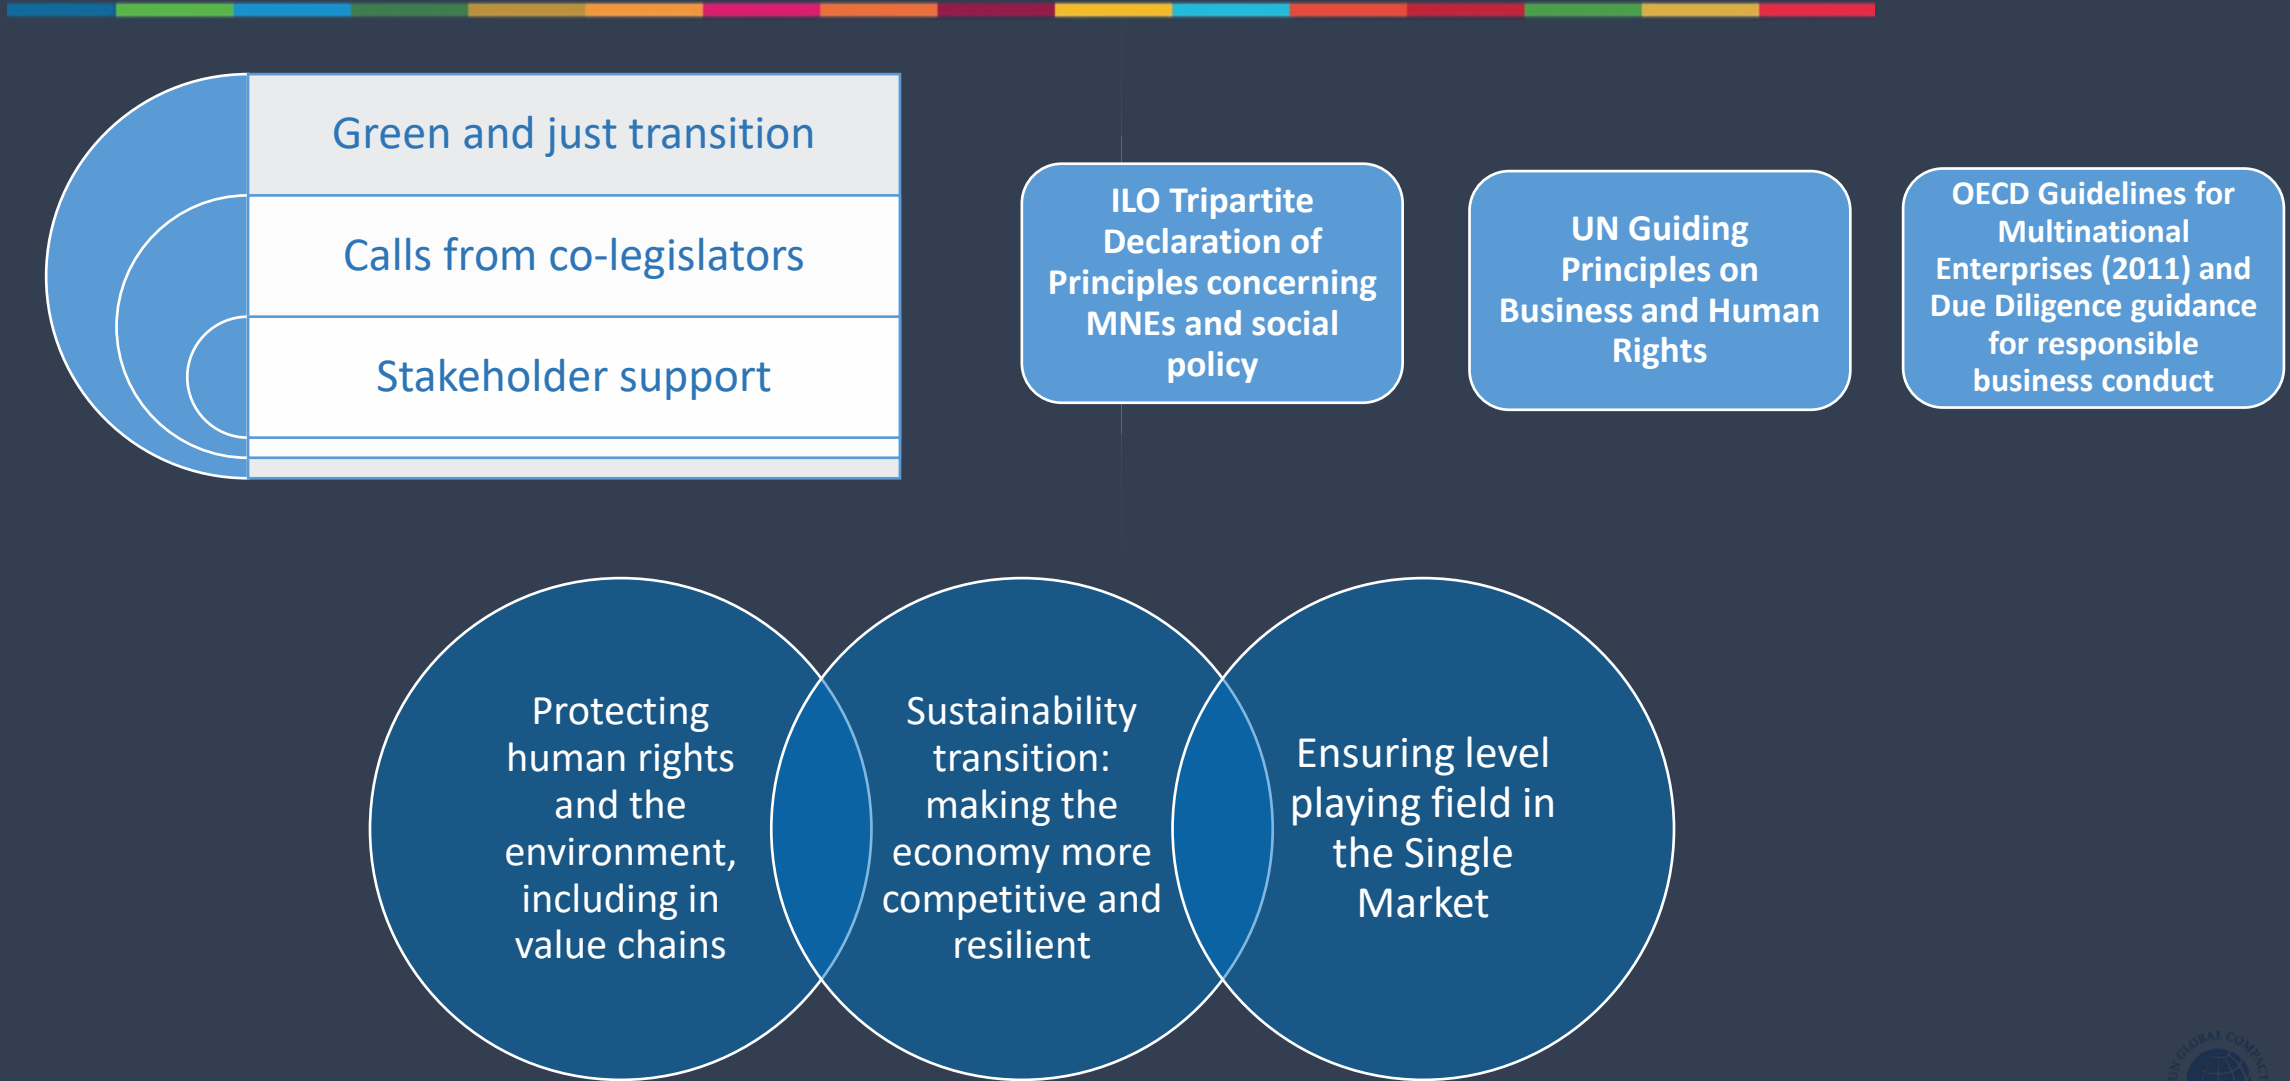 Green and just transition
Calls from co-legislators
Stakeholder support
ILO Tripartite
Declaration of
Principles concerning
MNEs and social
policy
UN Guiding
Principles on
Business and Human
Rights
OECD Guidelines for
Multinational
Enterprises (2011) and
Due Diligence guidance
for responsible
business conduct
Protecting
human rights
and the
environment,
including in
value chains
Sustainability
transition:
making the
economy more
competitive and
resilient
Ensuring level
playing field in
the Single
Market
UN GLOBAL COMPACT